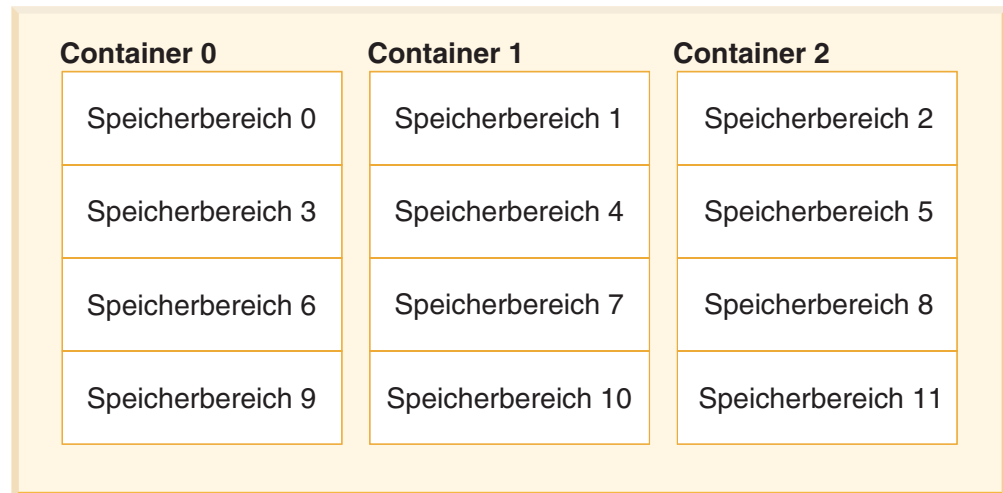 Container 0
Container 1
Container 2
Speicherbereich 0
Speicherbereich 1
Speicherbereich 2
Speicherbereich 3
Speicherbereich 4
Speicherbereich 5
Speicherbereich 6
Speicherbereich 7
Speicherbereich 8
Speicherbereich 9
Speicherbereich 10
Speicherbereich 11